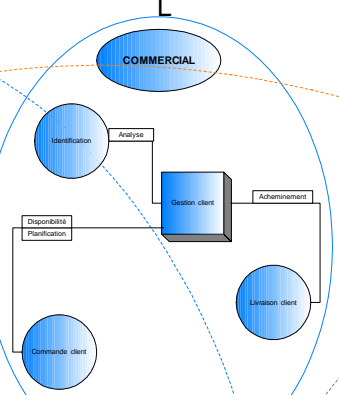 L
COMMERCIAL
Analyse
Identification
Acheminement
Gestion client
Disponibilité
Planification
Livraison client
Commande client